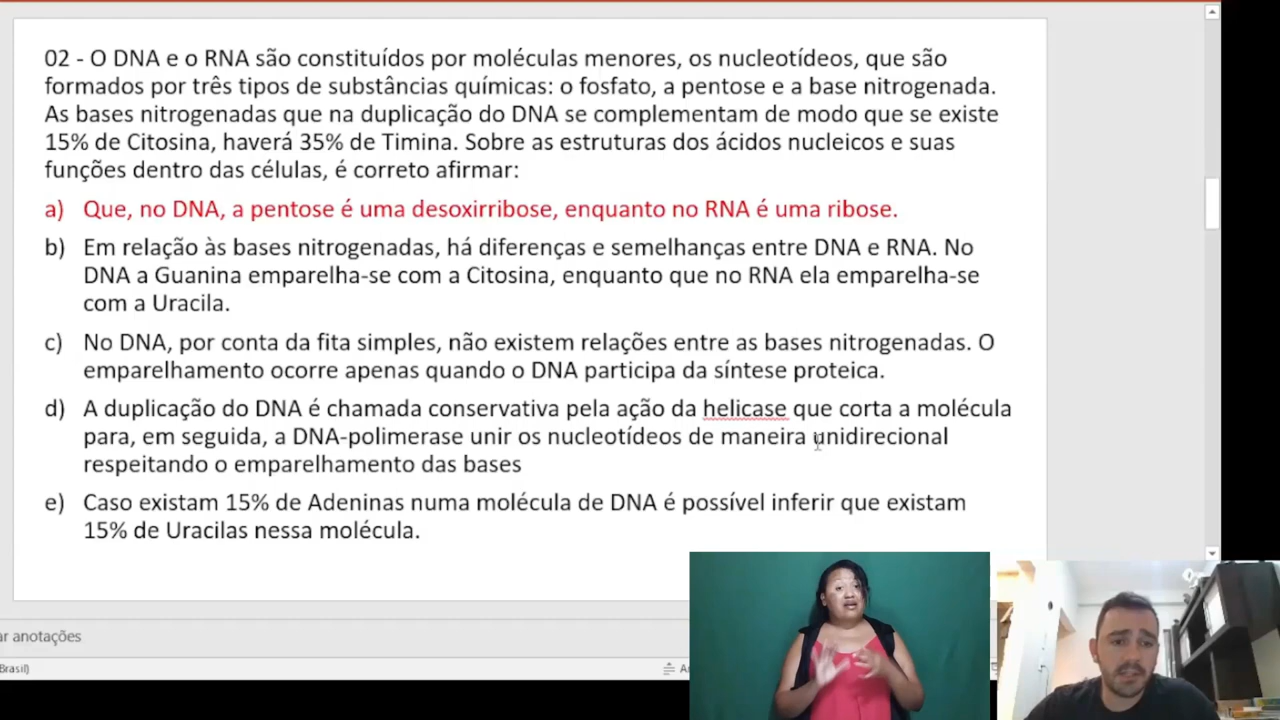 02 - O DNA e o RNA são constituídos por moléculas menores, os nucleotídeos, que são
formados por três tipos de substâncias químicas: o fosfato, a pentose e a base nitrogenada.
As bases nitrogenadas que na duplicação do DNA se complementam de modo que se existe
15% de Citosina, haverá 35% de Timina. Sobre as estruturas dos ácidos nucleicos e suas
funções dentro das células, é correto afirmar:
a) Que, no DNA, a pentose é uma desoxirribose, enquanto no RNA é uma ribose.
b) Em relação às bases nitrogenadas, há diferenças e semelhanças entre DNA e RNA. No
DNA a Guanina emparelha-se com a Citosina, enquanto que no RNA ela emparelha-se
com a Uracila.
c) No DNA, por conta da fita simples, não existem relações entre as bases nitrogenadas. O
emparelhamento ocorre apenas quando o DNA participa da síntese proteica.
d) A duplicação do DNA é chamada conservativa pela ação da helicase que corta a molécula
para, em seguida, a DNA-polimerase unir os nucleotídeos de maneira unidirecional
respeitando o emparelhamento das bases
e) Caso existam 15% de Adeninas numa molécula de DNA é possível inferir que existam
15% de Uracilas nessa molécula.
ar anotações
Brasil)